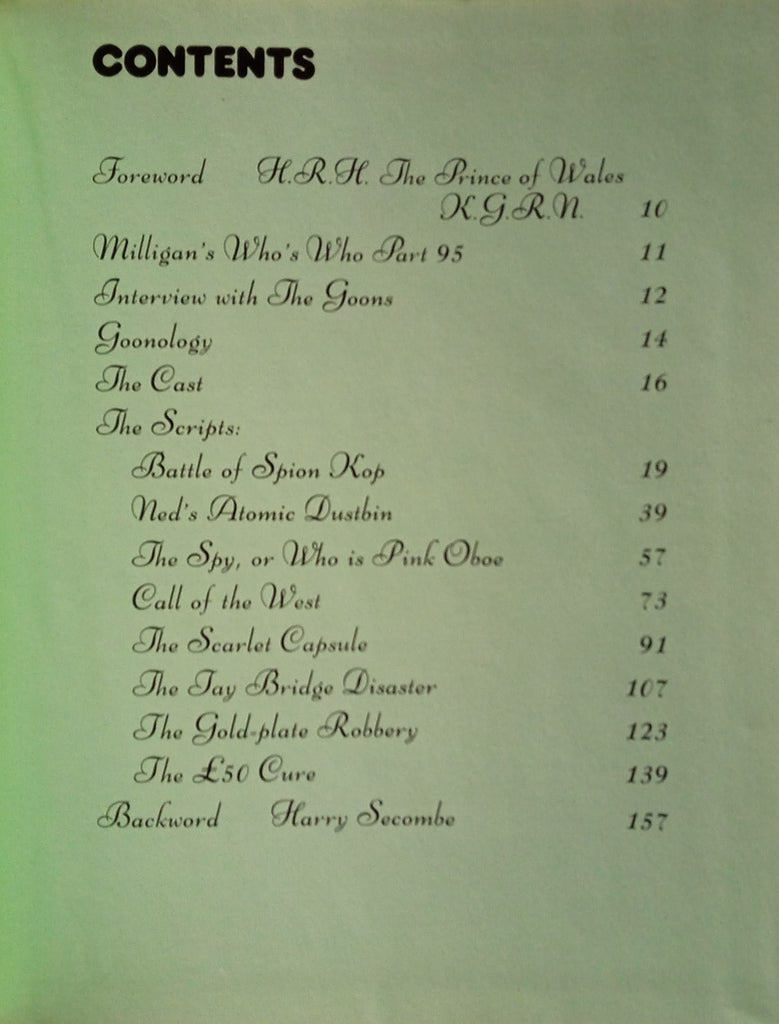 CONTENTS
Foreword H.R.H. The Prince of Wales
K.G.R.N. 10
Milligan's Who's Who Part 95 11
Interview with The Goons 12
Goonology 14
The Cast 16
The Scripts:
Battle of Spion Kop 19
Ned's Atomic Dustbin 39
The Spy, or Who is Pink Oboe 57
Call of the West 73
The Scarlet Capsule 91
The Tay Bridge Disaster 107
The Gold-plate Robbery 123
The £50 Cure 139
Backword Harry Secombe 157